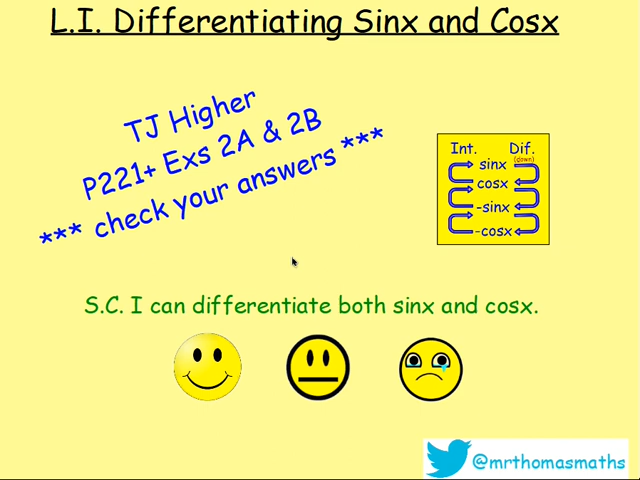 L.I. Differentiating Sinx and Cosx
TJ Higher
P221+ Exs 2A & 2B
*** check your answers ***
Int. Dif.
(down)
sinx
cosx
-sinx
-cosx
S.C. I can differentiate both sinx and cosx.
@mrthomasmaths